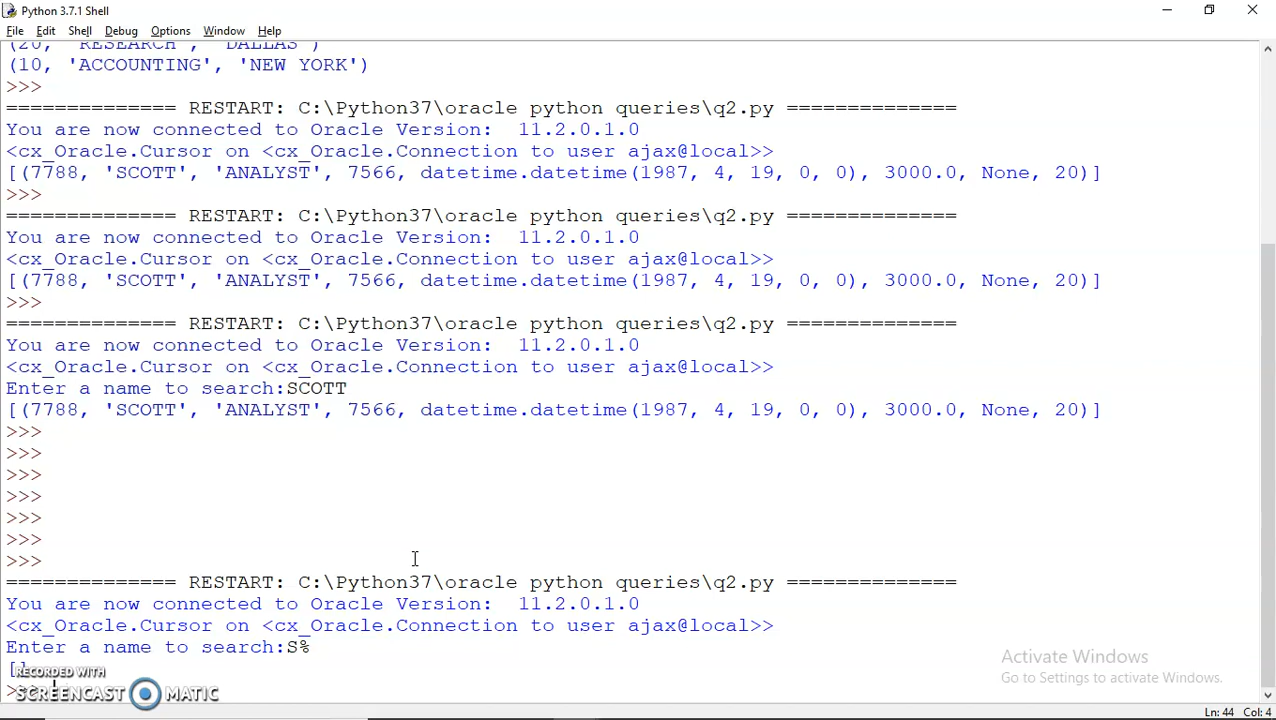 Python 3.7.1 Shell
File Edit Shell Debug Options Window Help
(20, 'RESEARCH', 'DALLAS')
(10, 'ACCOUNTING', 'NEW YORK')
>>>
============== RESTART: C:\Python37\oracle python queries\q2.py ==============
You are now connected to Oracle Version:  11.2.0.1.0
<cx_Oracle.Cursor on <cx_Oracle.Connection to user ajax@local>>
[(7788, 'SCOTT', 'ANALYST', 7566, datetime.datetime(1987, 4, 19, 0, 0), 3000.0, None, 20)]
>>>
============== RESTART: C:\Python37\oracle python queries\q2.py ==============
You are now connected to Oracle Version:  11.2.0.1.0
<cx_Oracle.Cursor on <cx_Oracle.Connection to user ajax@local>>
[(7788, 'SCOTT', 'ANALYST', 7566, datetime.datetime(1987, 4, 19, 0, 0), 3000.0, None, 20)]
>>>
============== RESTART: C:\Python37\oracle python queries\q2.py ==============
You are now connected to Oracle Version:  11.2.0.1.0
<cx_Oracle.Cursor on <cx_Oracle.Connection to user ajax@local>>
Enter a name to search:SCOTT
[(7788, 'SCOTT', 'ANALYST', 7566, datetime.datetime(1987, 4, 19, 0, 0), 3000.0, None, 20)]
>>>
>>>
>>>
>>>
>>>
>>>
>>>
============== RESTART: C:\Python37\oracle python queries\q2.py ==============
You are now connected to Oracle Version:  11.2.0.1.0
<cx_Oracle.Cursor on <cx_Oracle.Connection to user ajax@local>>
Enter a name to search:S%
[]
>>>
RECORDED WITH
SCREENCAST MATIC
Activate Windows
Go to Settings to activate Windows.
Ln: 44 Col: 4